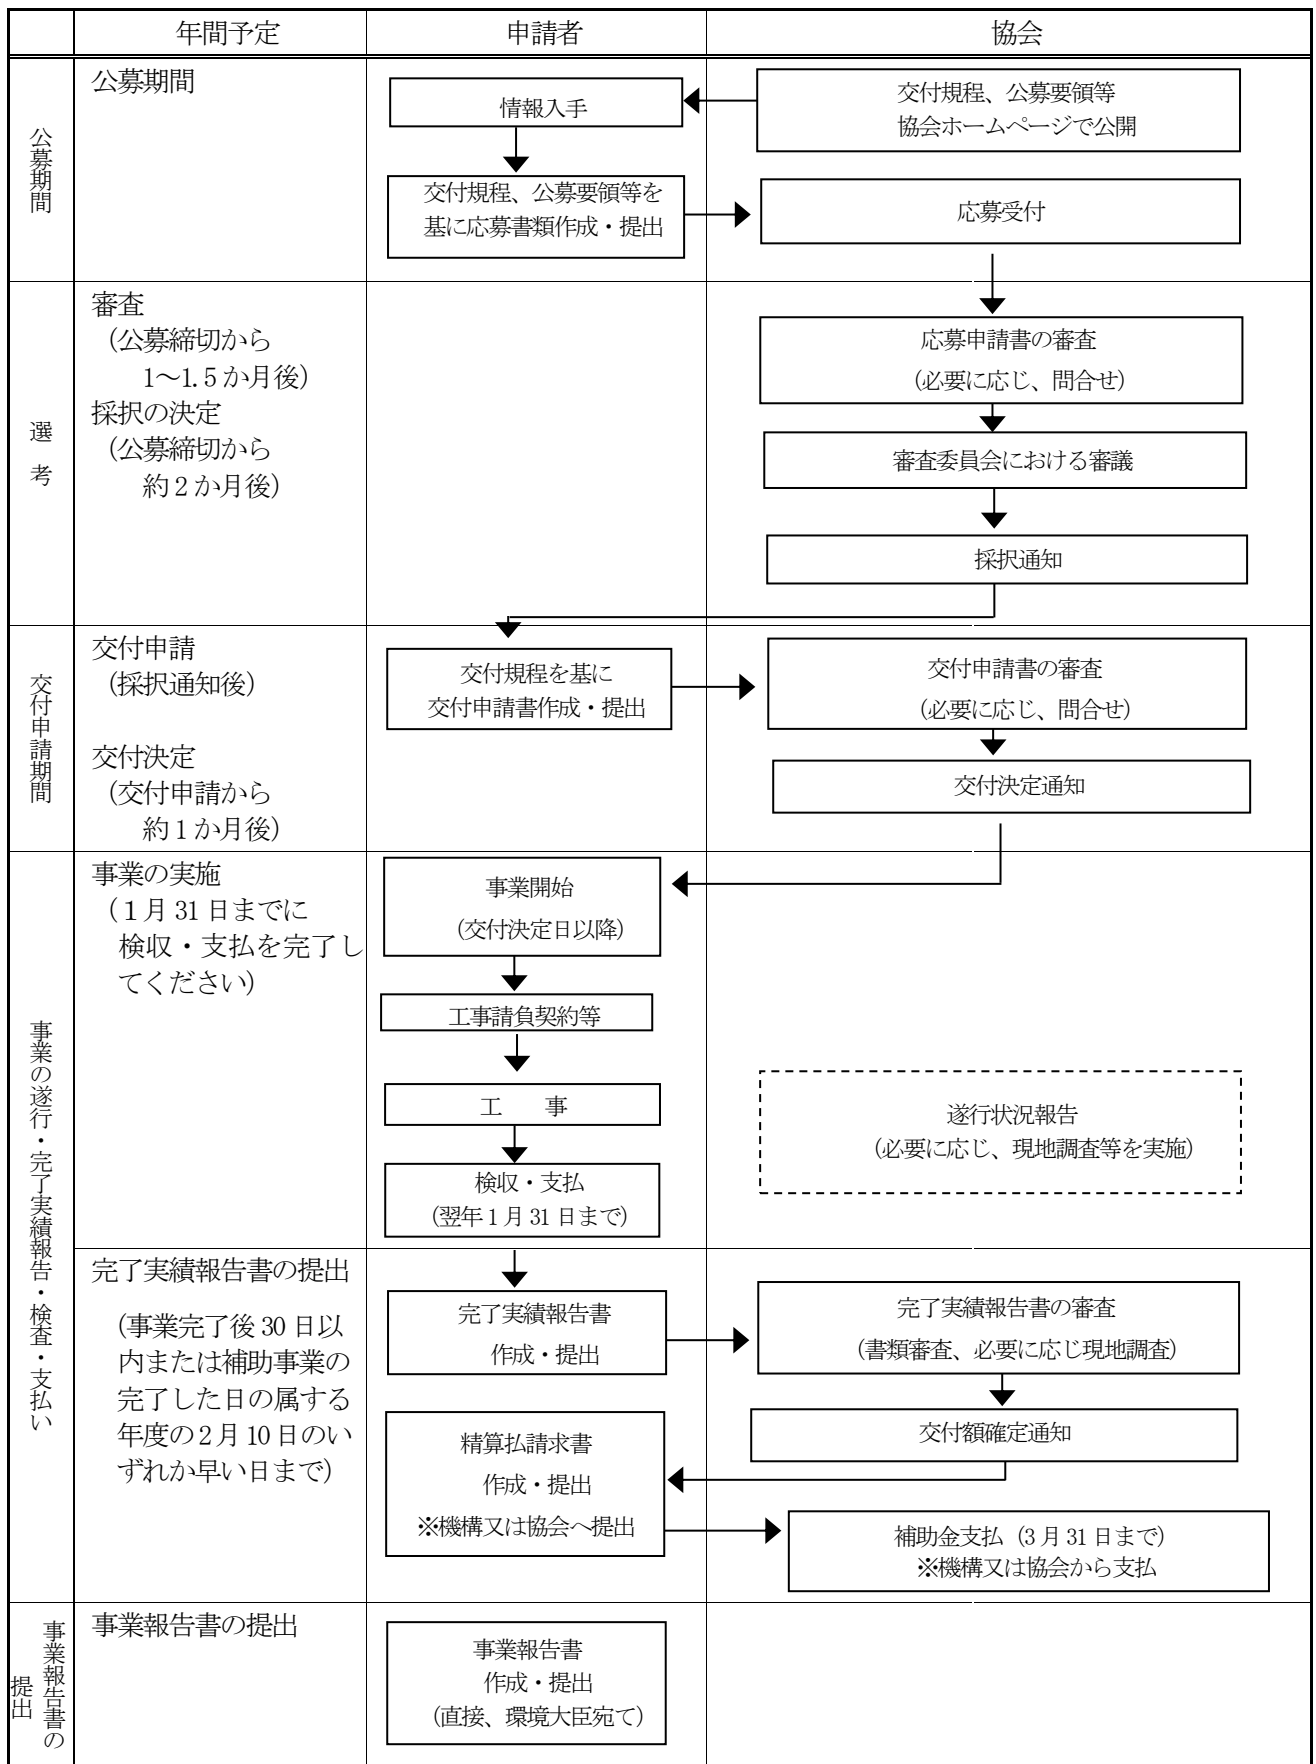 年間予定
申請者
協会
公募期間
公募期間
情報入手
交付規程、公募要領等
協会ホームページで公開
交付規程、公募要領等を
基に応募書類作成・提出
応募受付
選 考
審査
（公募締切から
1～1.5か月後）
採択の決定
（公募締切から
約2か月後）
応募申請書の審査
（必要に応じ、問合せ）
審査委員会における審議
採択通知
交付申請期間
交付申請
（採択通知後）
交付決定
（交付申請から
約1か月後）
交付規程を基に
交付申請書作成・提出
交付申請書の審査
（必要に応じ、問合せ）
交付決定通知
事業の遂行・完了実績報告・検査・支払い
事業の実施
（１月31日までに
検収・支払を完了し
てください）
事業開始
（交付決定日以降）
工事請負契約等
工　事
検収・支払
（翌年1月31日まで）
遂行状況報告
（必要に応じ、現地調査等を実施）
完了実績報告書の提出
（事業完了後30日以
内または補助事業の
完了した日の属する
年度の2月10日のい
ずれか早い日まで）
完了実績報告書
作成・提出
完了実績報告書の審査
（書類審査、必要に応じ現地調査）
交付額確定通知
精算払請求書
作成・提出
※機構又は協会へ提出
補助金支払（3月31日まで）
※機構又は協会から支払
事業報告書の
提出
事業報告書の提出
事業報告書
作成・提出
（直接、環境大臣宛て）